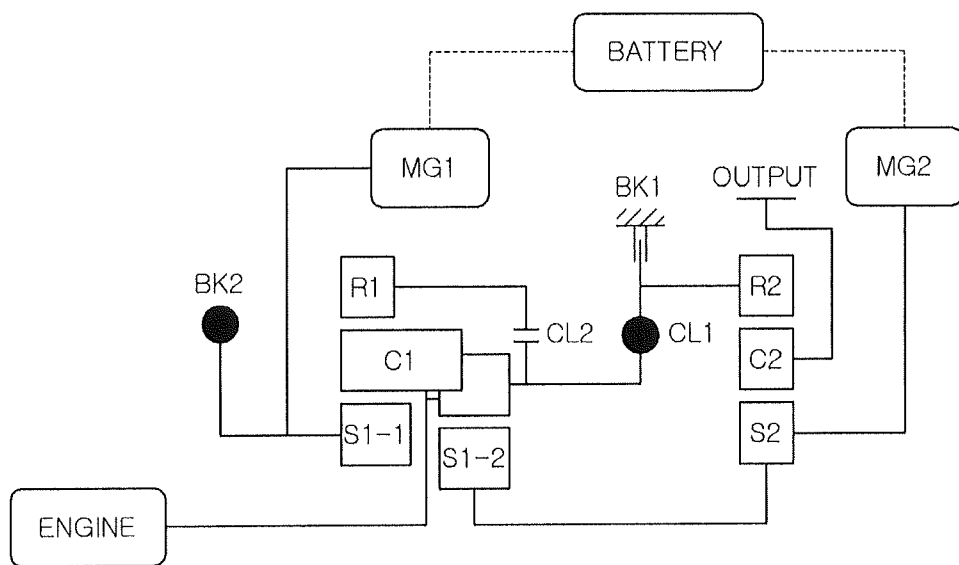 BATTERY
MG1
MG2
BK1
OUTPUT
BK2
R1
R2
CL2
CL1
C1
C2
S1-1
S2
S1-2
ENGINE